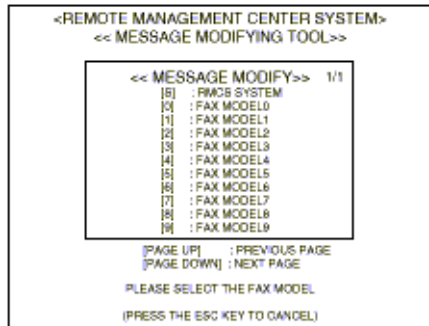 <REMOTE MANAGEMENT CENTER SYSTEM>
<< MESSAGE MODIFYING TOOL>>
<< MESSAGE MODIFY>> 1/1
[S] : RMCS SYSTEM
[0] : FAX MODEL0
[1] : FAX MODEL1
[2] : FAX MODEL2
[3] : FAX MODEL3
[4] : FAX MODEL4
[5] : FAX MODEL5
[6] : FAX MODEL6
[7] : FAX MODEL7
[8] : FAX MODEL8
[9] : FAX MODEL9
[PAGE UP] : PREVIOUS PAGE
[PAGE DOWN] : NEXT PAGE
PLEASE SELECT THE FAX MODEL
(PRESS THE ESC KEY TO CANCEL)